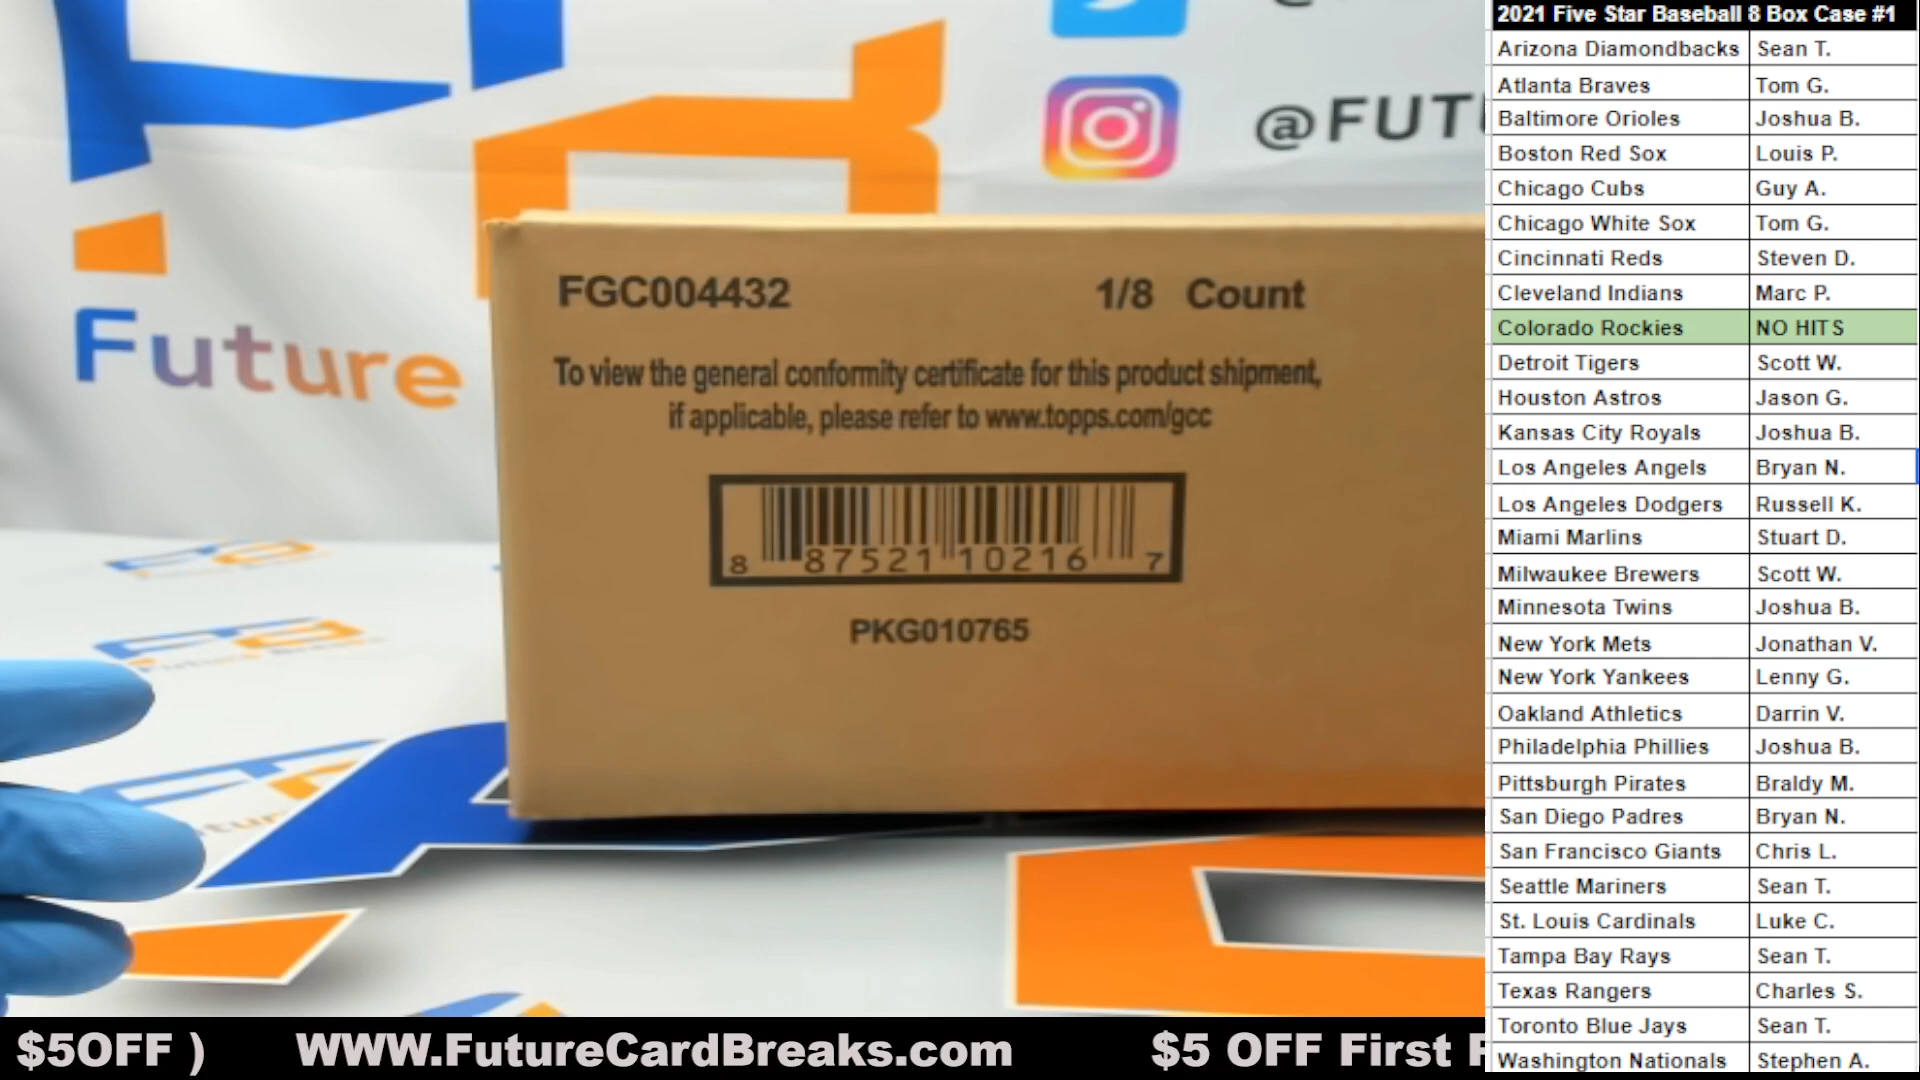 @FUT
Future
FGC004432 1/8 Count
To view the general conformity certificate for this product shipment,
if applicable, please refer to www.topps.com/gcc
8 87521 10216 7
PKG010765
$5OFF ) WWW.FutureCardBreaks.com $5 OFF First
2021 Five Star Baseball 8 Box Case #1
Arizona Diamondbacks Sean T.
Atlanta Braves Tom G.
Baltimore Orioles Joshua B.
Boston Red Sox Louis P.
Chicago Cubs Guy A.
Chicago White Sox Tom G.
Cincinnati Reds Steven D.
Cleveland Indians Marc P.
Colorado Rockies NO HITS
Detroit Tigers Scott W.
Houston Astros Jason G.
Kansas City Royals Joshua B.
Los Angeles Angels Bryan N.
Los Angeles Dodgers Russell K.
Miami Marlins Stuart D.
Milwaukee Brewers Scott W.
Minnesota Twins Joshua B.
New York Mets Jonathan V.
New York Yankees Lenny G.
Oakland Athletics Darrin V.
Philadelphia Phillies Joshua B.
Pittsburgh Pirates Braldy M.
San Diego Padres Bryan N.
San Francisco Giants Chris L.
Seattle Mariners Sean T.
St. Louis Cardinals Luke C.
Tampa Bay Rays Sean T.
Texas Rangers Charles S.
Toronto Blue Jays Sean T.
Washington Nationals Stephen A.